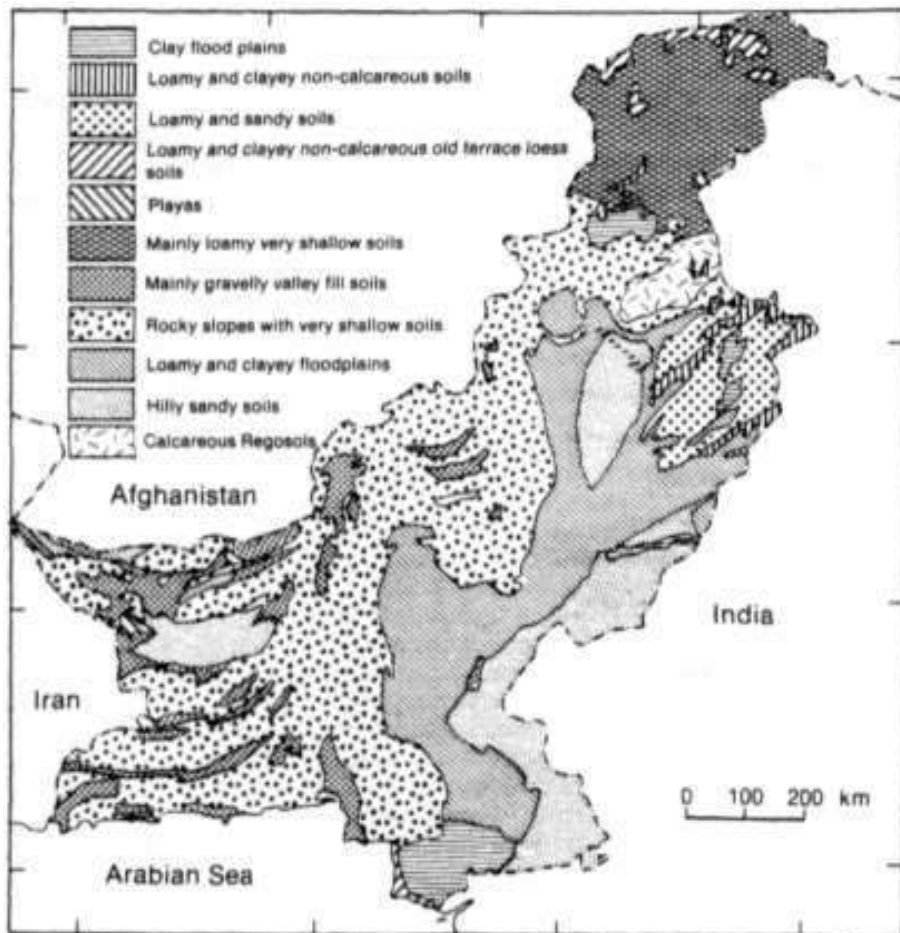 Clay flood plains
Loamy and clayey non-calcareous soils
Loamy and sandy soils
Loamy and clayey non-calcareous old terrace loess
soils
Playas
Mainly loamy very shallow soils
Mainly gravelly valley fill soils
Rocky slopes with very shallow soils
Loamy and clayey floodplains
Hilly sandy soils
Calcareous Regosols
Afghanistan
India
Iran
0 100 200 km
Arabian Sea